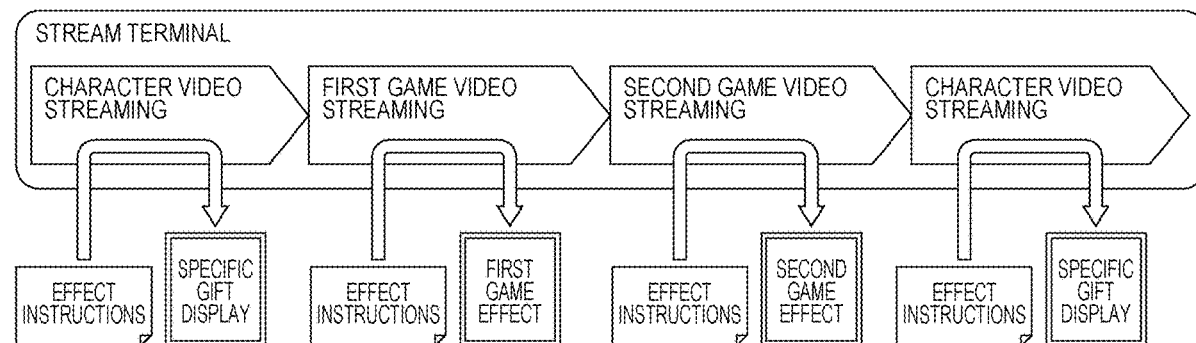 STREAM TERMINAL
CHARACTER VIDEO
STREAMING
FIRST GAME VIDEO
STREAMING
SECOND GAME VIDEO
STREAMING
CHARACTER VIDEO
STREAMING
EFFECT
INSTRUCTIONS
SPECIFIC
GIFT
DISPLAY
EFFECT
INSTRUCTIONS
FIRST
GAME
EFFECT
EFFECT
INSTRUCTIONS
SECOND
GAME
EFFECT
EFFECT
INSTRUCTIONS
SPECIFIC
GIFT
DISPLAY